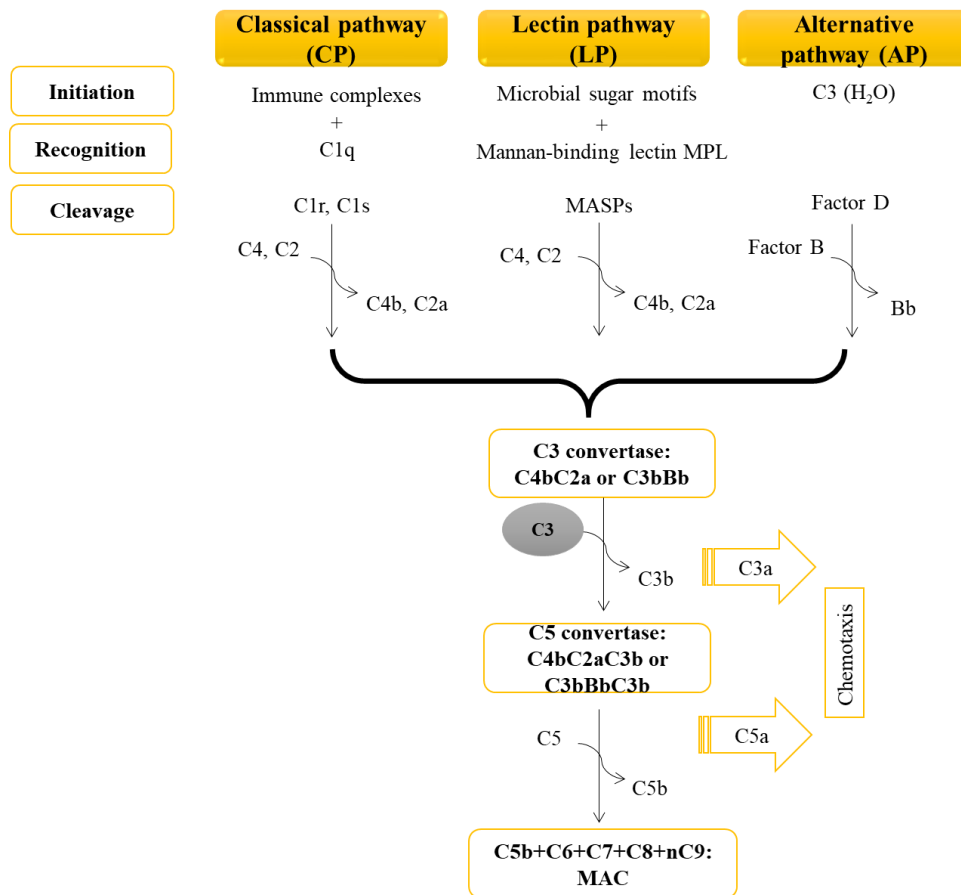 Classical pathway
(CP)
Lectin pathway
(LP)
Alternative
pathway (AP)
Initiation
Immune complexes
Microbial sugar motifs
C3 (H₂O)
+
+
Recognition
C1q
Mannan-binding lectin MPL
Cleavage
C1r, C1s
MASPs
Factor D
C4, C2
C4, C2
Factor B
C4b, C2a
C4b, C2a
Bb
C3 convertase:
C4bC2a or C3bBb
C3
C3b
C3a
C5 convertase:
C4bC2aC3b or
C3bBbC3b
Chemotaxis
C5
C5a
C5b
C5b+C6+C7+C8+nC9:
MAC